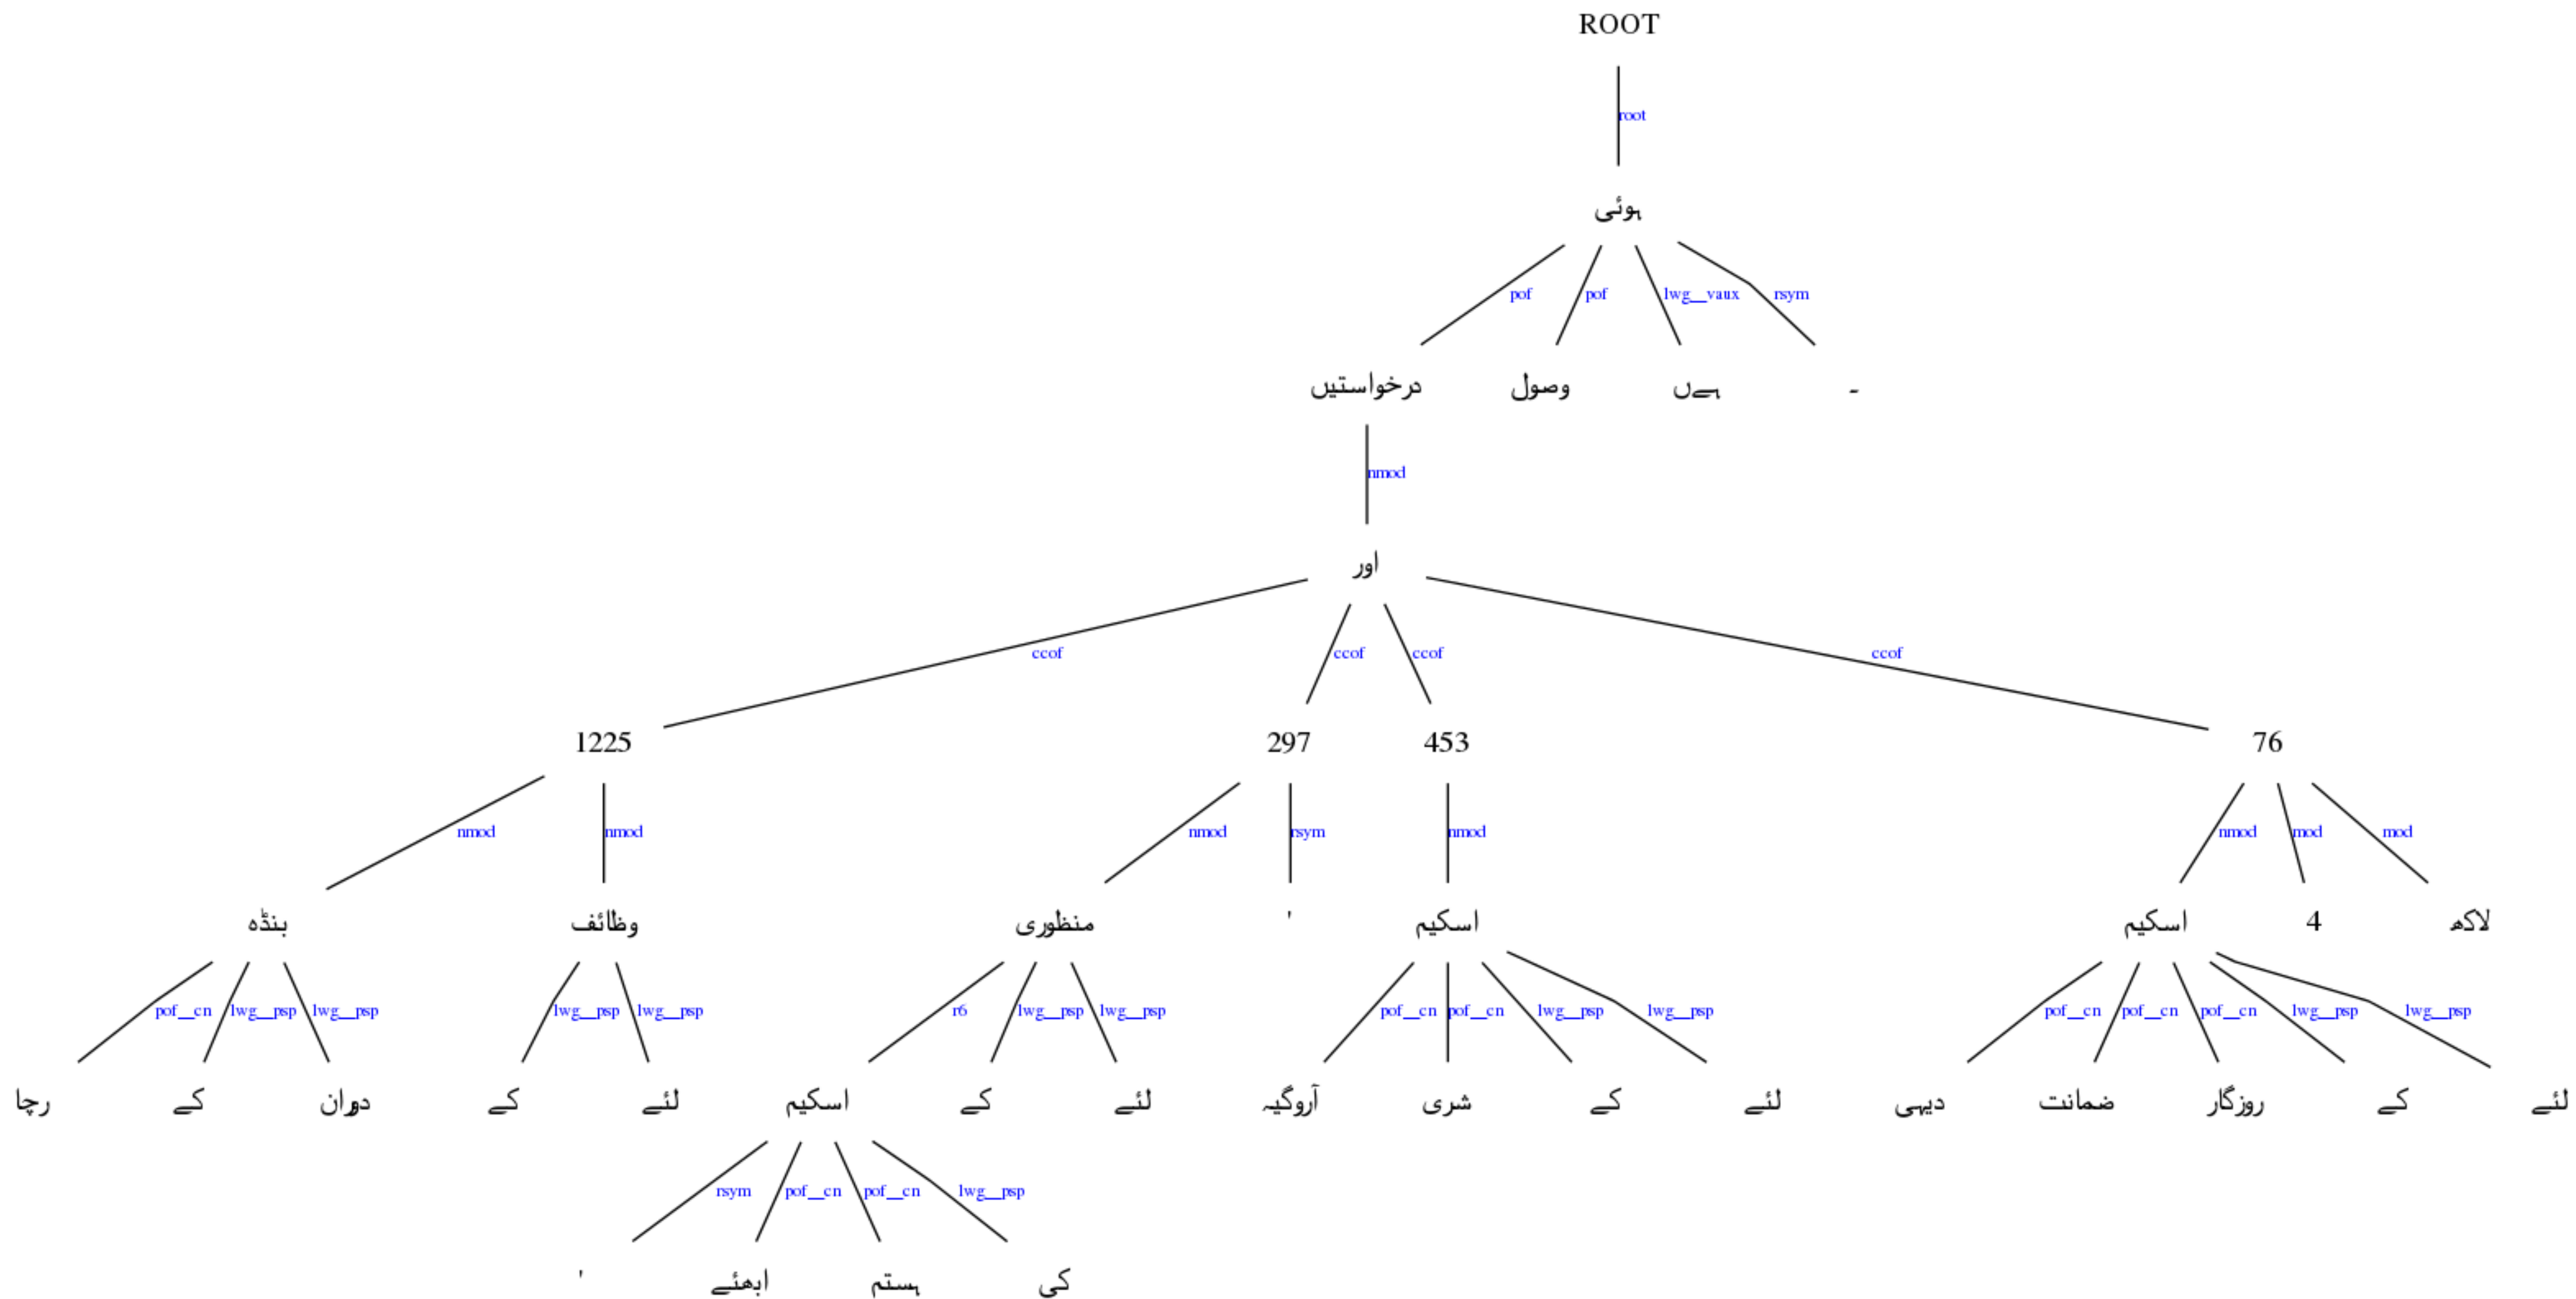 ROOT
root
ہوئی
pof pof lwg__vaux rsym
درخواستیں وصول ہےں ۔
nmod
اور
ccof ccof ccof ccof
1225 297 453 76
nmod nmod nmod rsym nmod nmod mod mod
بنڈہ وظائف منظوری ' اسکیم اسکیم 4 لاکھ
pof__cn lwg__psp lwg__psp lwg__psp lwg__psp r6 lwg__psp lwg__psp pof__cn pof__cn lwg__psp lwg__psp pof__cn pof__cn pof__cn lwg__psp lwg__psp
رچا کے دوران کے لئے اسکیم کے لئے آروگیہ شری کے لئے دیہی ضمانت روزگار کے لئے
rsym pof__cn pof__cn lwg__psp
' ابھئے ہستم کی